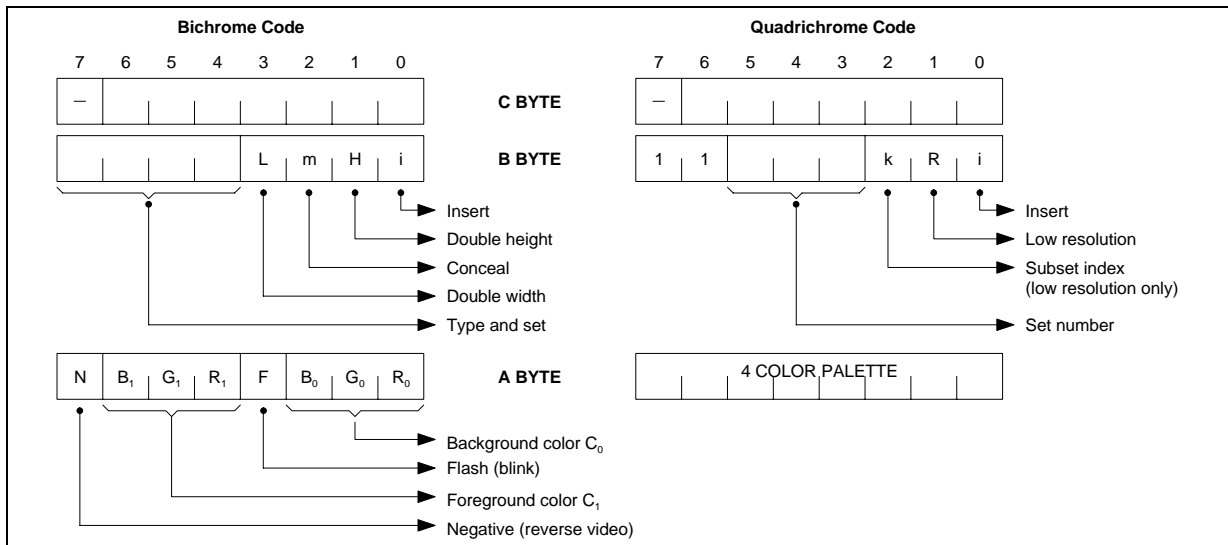 Bichrome Code Quadrichrome Code
7 6 5 4 3 2 1 0 7 6 5 4 3 2 1 0
– C BYTE –
L m H i B BYTE 1 1 k R i
Insert Insert
Double height Low resolution
Conceal Subset index
(low resolution only)
Double width
Type and set Set number
N B₁ G₁ R₁ F B₀ G₀ R₀ A BYTE 4 COLOR PALETTE
Background color C₀
Flash (blink)
Foreground color C₁
Negative (reverse video)